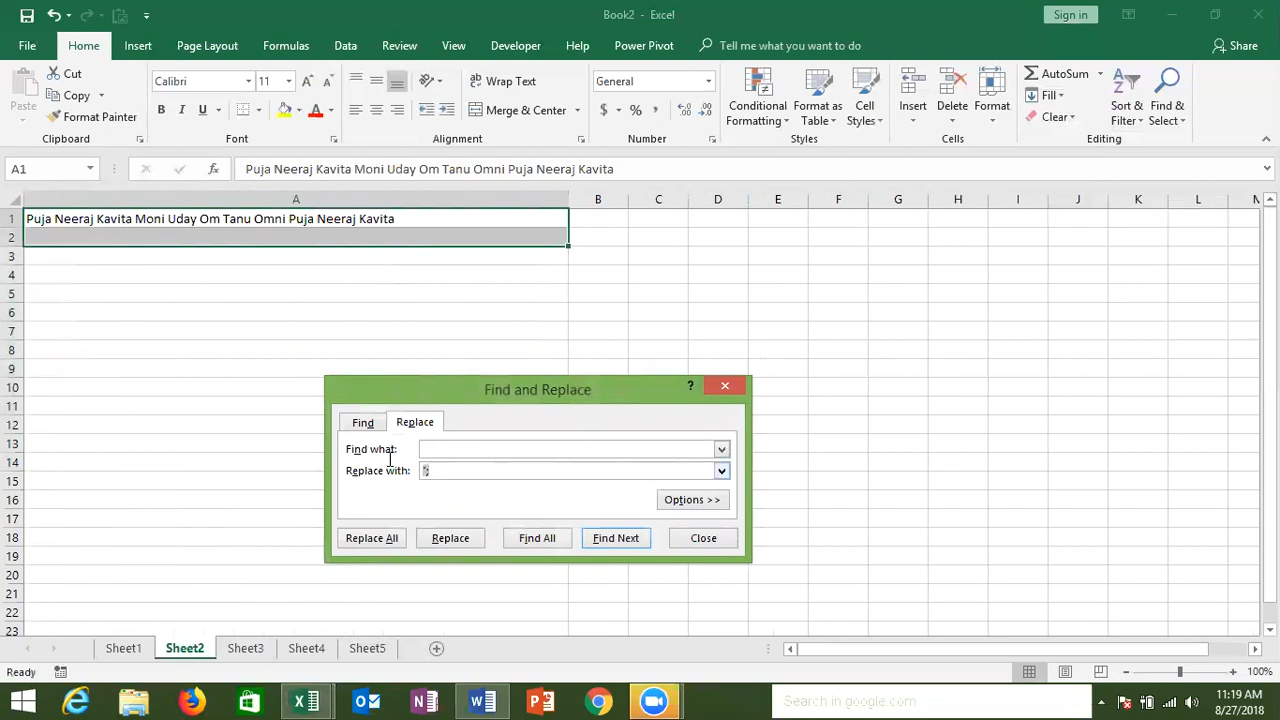 Book2 - Excel
Sign in
File Home Insert Page Layout Formulas Data Review View Developer Help Power Pivot Tell me what you want to do Share
Paste
Cut
Copy
Format Painter
Clipboard
Calibri 11
B I U
Font
Wrap Text
Merge & Center
Alignment
General
$ % ,
Number
Conditional Formatting
Format as Table
Cell Styles
Styles
Insert
Delete
Format
Cells
AutoSum
Fill
Clear
Sort & Filter
Find & Select
Editing
A1 fx Puja Neeraj Kavita Moni Uday Om Tanu Omni Puja Neeraj Kavita
A B C D E F G H I J K L M
1 Puja Neeraj Kavita Moni Uday Om Tanu Omni Puja Neeraj Kavita
2
3
4
5
6
7
8
9
10
11
12
13
14
15
16
17
18
19
20
21
22
23
Find and Replace ?
Find Replace
Find what:
Replace with:
Options >>
Replace All Replace Find All Find Next Close
Sheet1 Sheet2 Sheet3 Sheet4 Sheet5
Ready 100%
Search in google.com
11:19 AM
8/27/2018